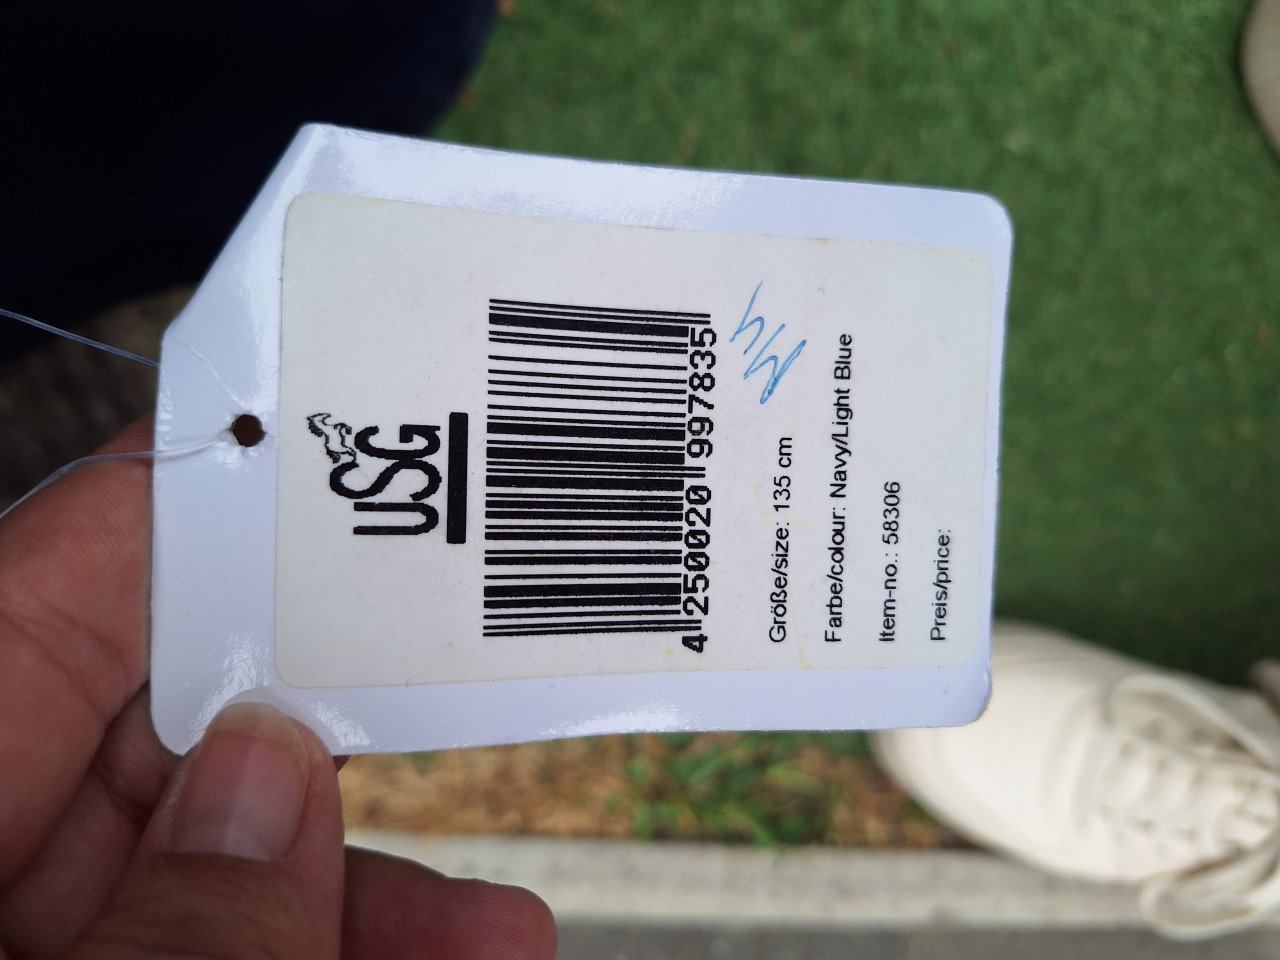 USG
4 250020 997835
Größe/size: 135 cm
Farbe/colour: Navy/Light Blue
Item-no.: 58306
Preis/price: